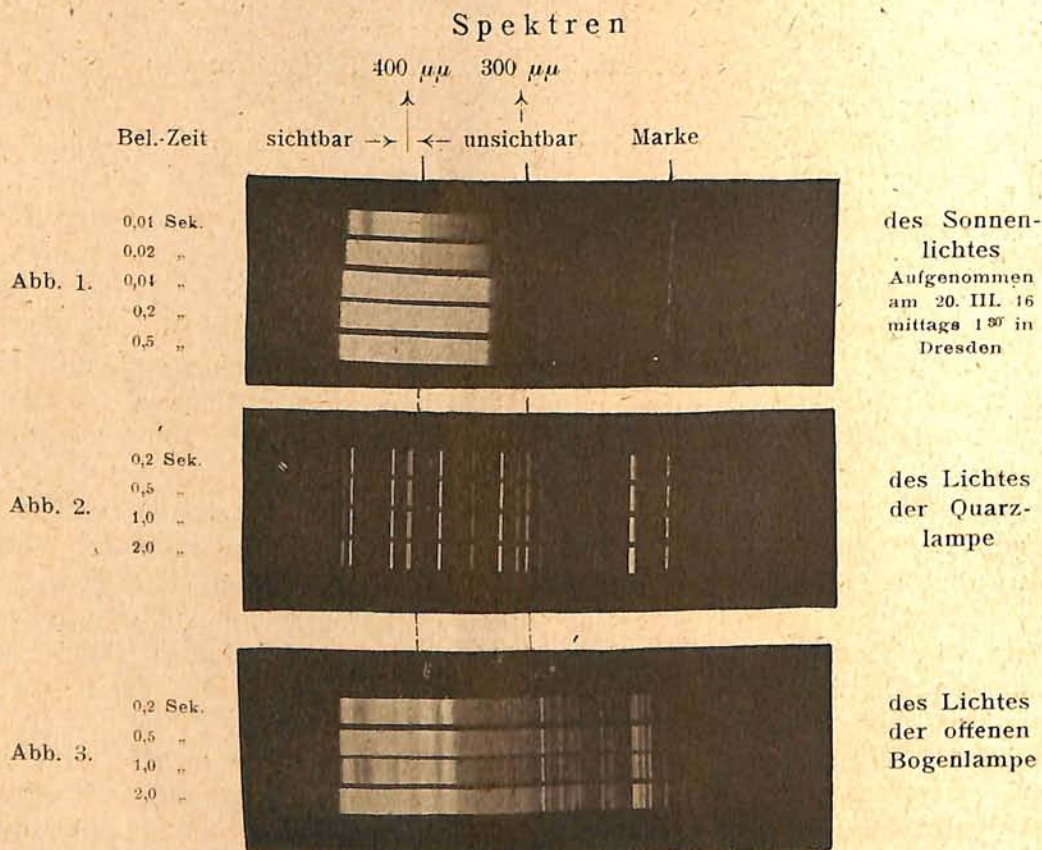 Spektren
400 μμ 300 μμ
Bel.-Zeit sichtbar → ← unsichtbar Marke
Abb. 1.
0,01 Sek.
0,02 „
0,04 „
0,2 „
0,5 „
des Sonnen-
lichtes
Aufgenommen
am 20. III. 16
mittags 1 30 in
Dresden
Abb. 2.
0,2 Sek.
0,5 „
1,0 „
2,0 „
des Lichtes
der Quarz-
lampe
Abb. 3.
0,2 Sek.
0,5 „
1,0 „
2,0 „
des Lichtes
der offenen
Bogenlampe